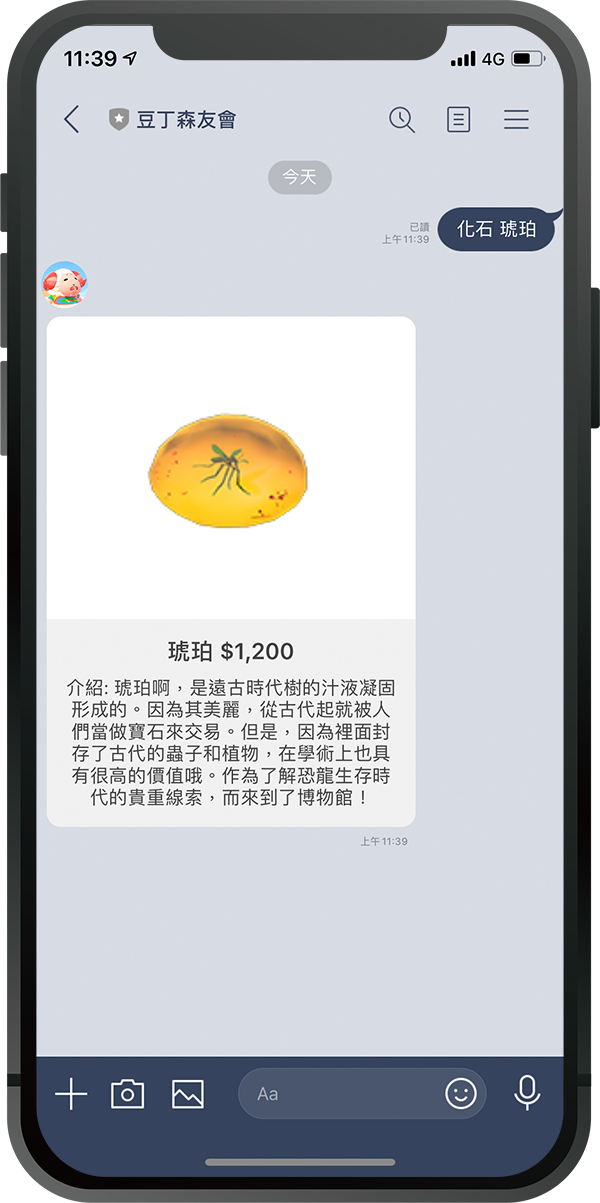 11:39
4G
豆丁森友會
今天
已讀
上午11:39
化石 琥珀
琥珀 $1,200
介紹: 琥珀啊，是遠古時代樹的汁液凝固
形成的。因為其美麗，從古代起就被人
們當做寶石來交易。但是，因為裡面封
存了古代的蟲子和植物，在學術上也具
有很高的價值哦。作為了解恐龍生存時
代的貴重線索，而來到了博物館！
上午11:39
Aa